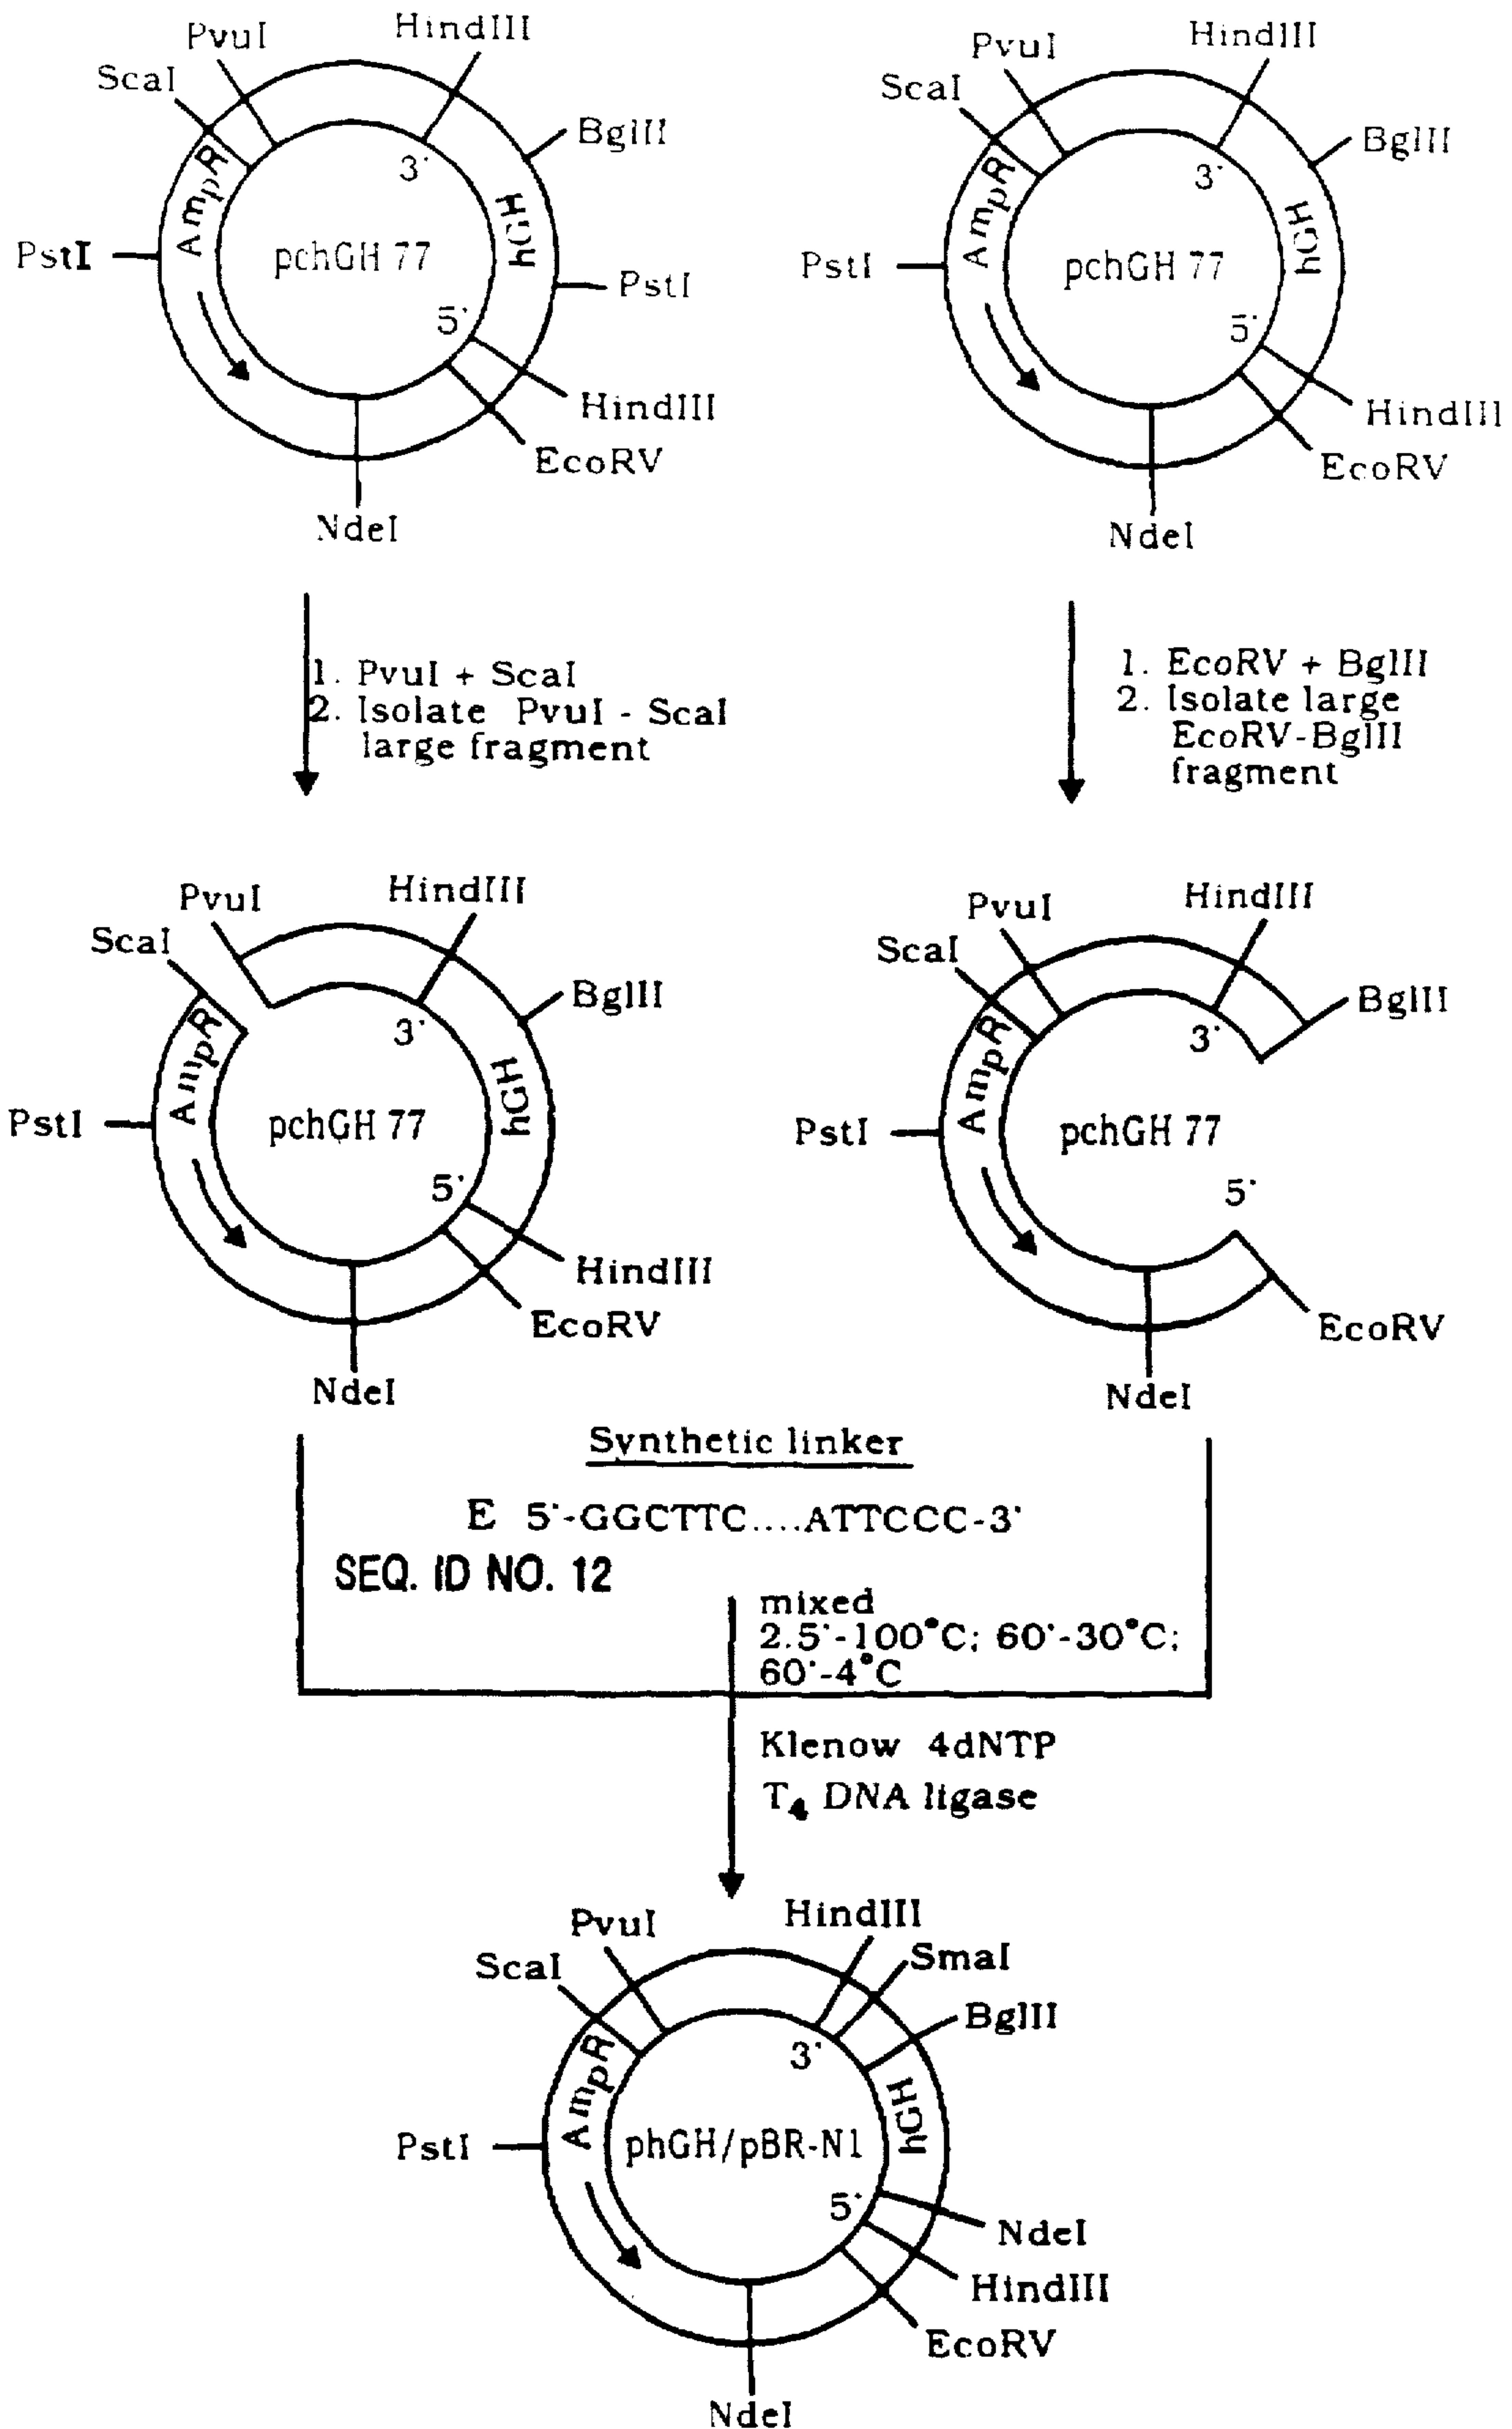 PvuI
HindIII
ScaI
BglII
AmpR
hGH
3'
PstI
pchGH 77
PstI
5'
HindIII
EcoRV
NdeI
PvuI
HindIII
ScaI
BglII
AmpR
hGH
3'
PstI
pchGH 77
5'
HindIII
EcoRV
NdeI
1. PvuI + ScaI
2. Isolate PvuI - ScaI
large fragment
1. EcoRV + BglII
2. Isolate large
EcoRV-BglII
fragment
PvuI
HindIII
ScaI
BglII
AmpR
hGH
3'
PstI
pchGH 77
5'
HindIII
EcoRV
NdeI
PvuI
HindIII
ScaI
BglII
AmpR
3'
PstI
pchGH 77
5'
EcoRV
NdeI
Synthetic linker
E 5'-GGCTTC....ATTCCC-3'
SEQ. ID NO. 12
mixed
2.5'-100°C; 60'-30°C;
60'-4°C
Klenow 4dNTP
T4 DNA ligase
PvuI
HindIII
ScaI
SmaI
BglII
AmpR
3'
hGH
PstI
phGH/pBR-N1
5'
NdeI
HindIII
EcoRV
NdeI